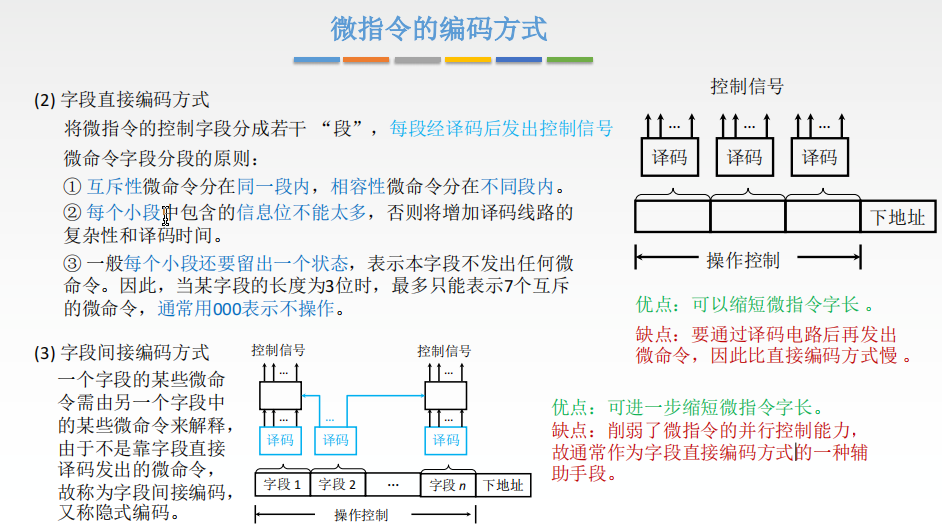 微指令的编码方式
(2) 字段直接编码方式
将微指令的控制字段分成若干 “段”，每段经译码后发出控制信号
微命令字段分段的原则：
① 互斥性微命令分在同一段内，相容性微命令分在不同段内。
② 每个小段中包含的信息位不能太多，否则将增加译码线路的
复杂性和译码时间。
③ 一般每个小段还要留出一个状态，表示本字段不发出任何微
命令。因此，当某字段的长度为3位时，最多只能表示7个互斥
的微命令，通常用000表示不操作。
控制信号
...
...
...
译码
译码
译码
下地址
操作控制
优点：可以缩短微指令字长 。
缺点：要通过译码电路后再发出
微命令，因此比直接编码方式慢 。
(3) 字段间接编码方式
一个字段的某些微命
令需由另一个字段中
的某些微命令来解释，
由于不是靠字段直接
译码发出的微命令，
故称为字段间接编码，
又称隐式编码。
控制信号
控制信号
...
...
...
...
...
译码
译码
译码
字段 1
字段 2
...
字段 n
下地址
操作控制
优点：可进一步缩短微指令字长。
缺点：削弱了微指令的并行控制能力，
故通常作为字段直接编码方式的一种辅
助手段。